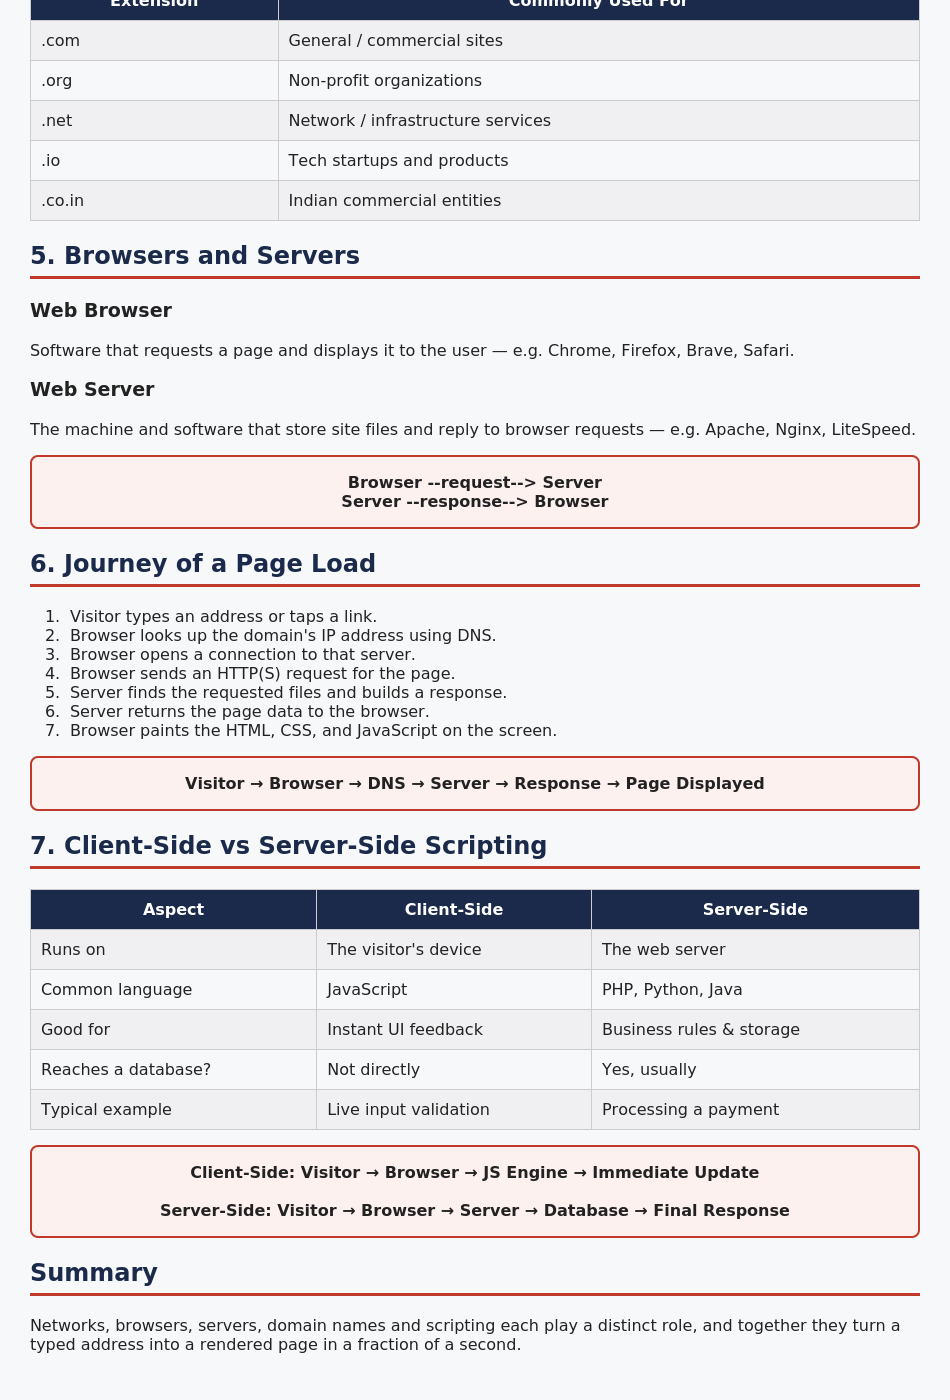 Extension Commonly Used For
.com General / commercial sites
.org Non-profit organizations
.net Network / infrastructure services
.io Tech startups and products
.co.in Indian commercial entities
5. Browsers and Servers
Web Browser
Software that requests a page and displays it to the user — e.g. Chrome, Firefox, Brave, Safari.
Web Server
The machine and software that store site files and reply to browser requests — e.g. Apache, Nginx, LiteSpeed.
Browser --request--> Server
Server --response--> Browser
6. Journey of a Page Load
1. Visitor types an address or taps a link.
2. Browser looks up the domain's IP address using DNS.
3. Browser opens a connection to that server.
4. Browser sends an HTTP(S) request for the page.
5. Server finds the requested files and builds a response.
6. Server returns the page data to the browser.
7. Browser paints the HTML, CSS, and JavaScript on the screen.
Visitor → Browser → DNS → Server → Response → Page Displayed
7. Client-Side vs Server-Side Scripting
Aspect Client-Side Server-Side
Runs on The visitor's device The web server
Common language JavaScript PHP, Python, Java
Good for Instant UI feedback Business rules & storage
Reaches a database? Not directly Yes, usually
Typical example Live input validation Processing a payment
Client-Side: Visitor → Browser → JS Engine → Immediate Update
Server-Side: Visitor → Browser → Server → Database → Final Response
Summary
Networks, browsers, servers, domain names and scripting each play a distinct role, and together they turn a
typed address into a rendered page in a fraction of a second.